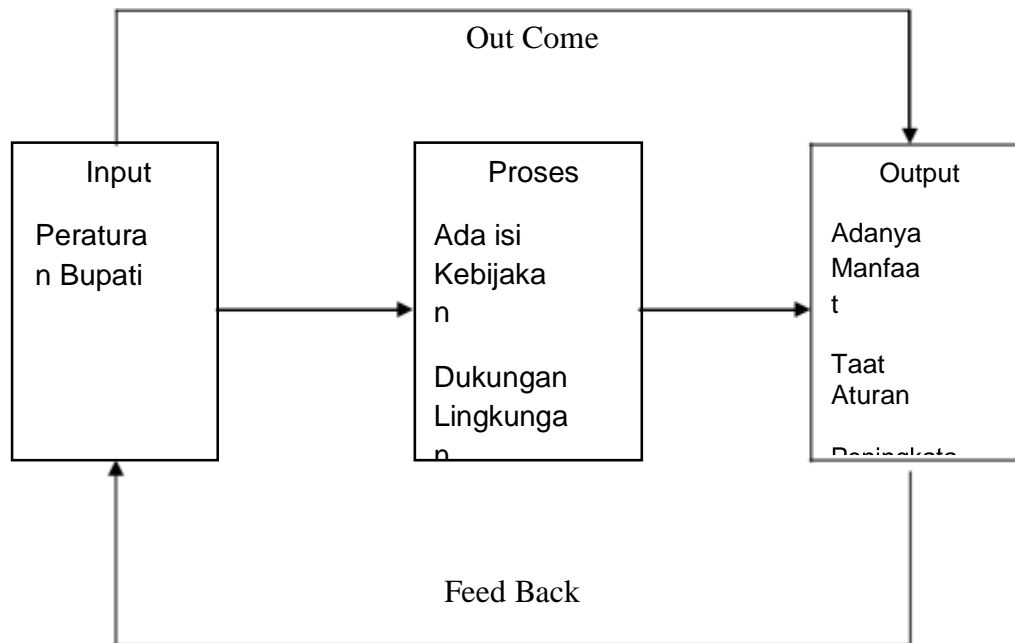 Out Come
Input
Peratura
n Bupati
Proses
Ada isi
Kebijaka
n
Dukungan
Lingkunga
n
Output
Adanya
Manfaa
t
Taat
Aturan
Feed Back